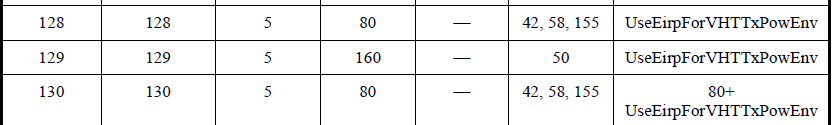 128 128 5 80 — 42, 58, 155 UseEirpForVHTTxPowEnv
129 129 5 160 — 50 UseEirpForVHTTxPowEnv
130 130 5 80 — 42, 58, 155 80+
UseEirpForVHTTxPowEnv